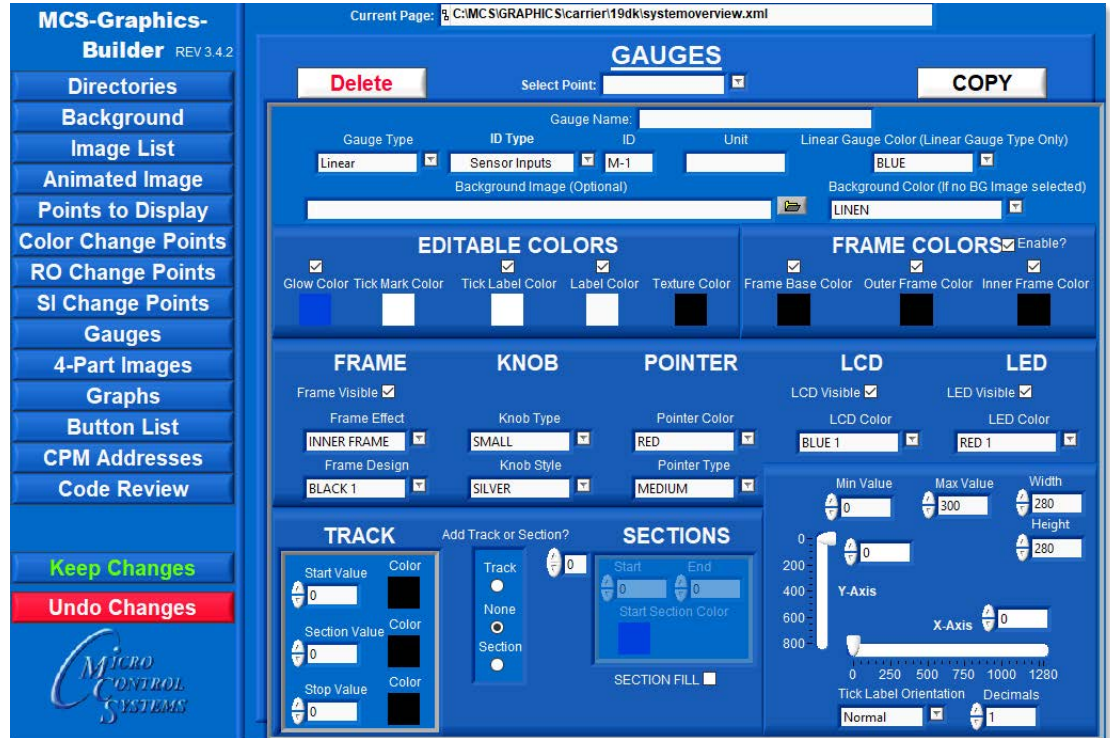 MCS-Graphics-
Builder REV 3.4.2
Directories
Background
Image List
Animated Image
Points to Display
Color Change Points
RO Change Points
SI Change Points
Gauges
4-Part Images
Graphs
Button List
CPM Addresses
Code Review
Keep Changes
Undo Changes
MICRO
CONTROL
SYSTEMS
Current Page: C:\MCS\GRAPHICS\carrier\19dk\systemoverview.xml
GAUGES
Delete Select Point: COPY
Gauge Name:
Gauge Type ID Type ID Unit Linear Gauge Color (Linear Gauge Type Only)
Linear Sensor Inputs M-1 BLUE
Background Image (Optional) Background Color (If no BG Image selected)
LINEN
EDITABLE COLORS FRAME COLORS Enable?
Glow Color Tick Mark Color Tick Label Color Label Color Texture Color Frame Base Color Outer Frame Color Inner Frame Color
FRAME KNOB POINTER LCD LED
Frame Visible LCD Visible LED Visible
Frame Effect Knob Type Pointer Color LCD Color LED Color
INNER FRAME SMALL RED BLUE 1 RED 1
Frame Design Knob Style Pointer Type
BLACK 1 SILVER MEDIUM
Min Value Max Value Width
0 300 280
Height
280
TRACK Add Track or Section? 0 SECTIONS
Start Value Color
0
Section Value Color
0
Stop Value Color
0
Track
None
Section
Start End
0 0
Start Section Color
SECTION FILL
0
200
400
600
800
0
Y-Axis
X-Axis 0
0 250 500 750 1000 1280
Tick Label Orientation Decimals
Normal 1